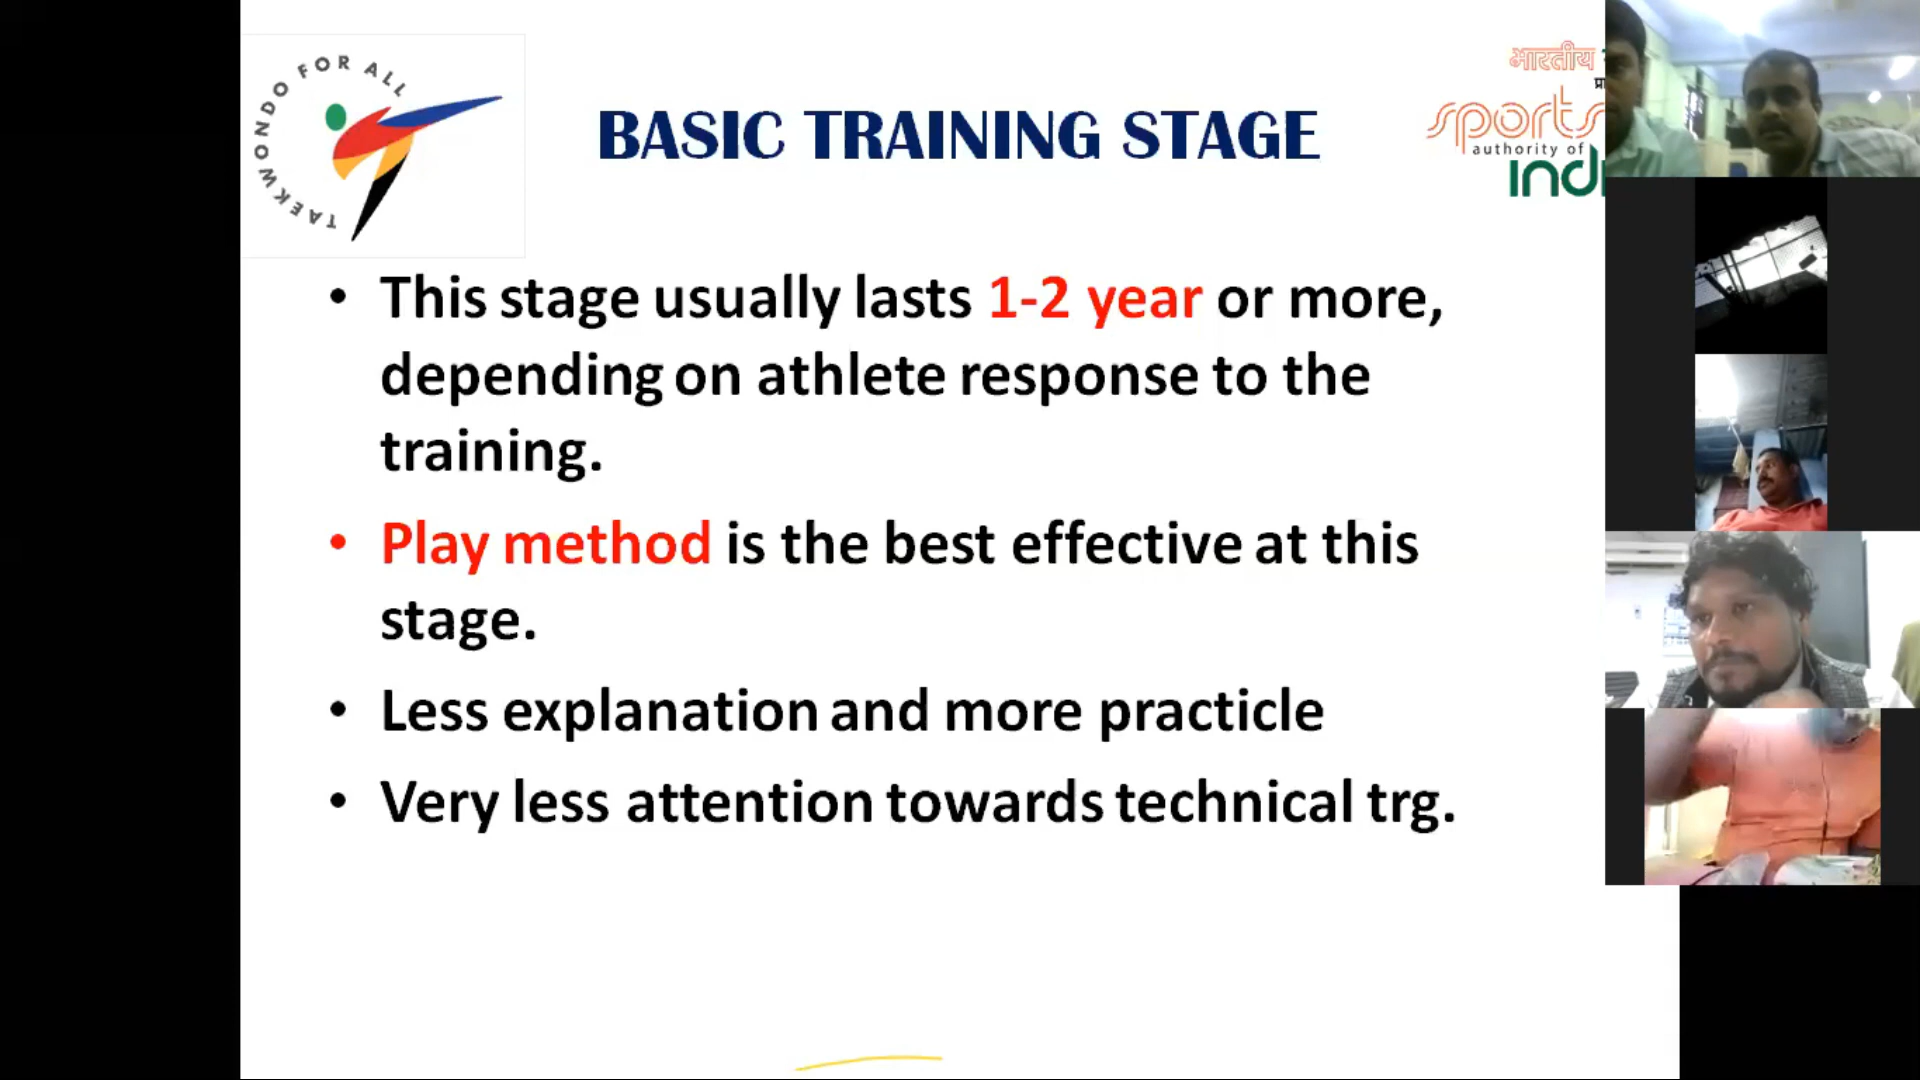 TAEKWONDO FOR ALL
BASIC TRAINING STAGE
भारतीय
sports
authority of
• This stage usually lasts 1-2 year or more,
depending on athlete response to the
training.
• Play method is the best effective at this
stage.
• Less explanation and more practicle
• Very less attention towards technical trg.